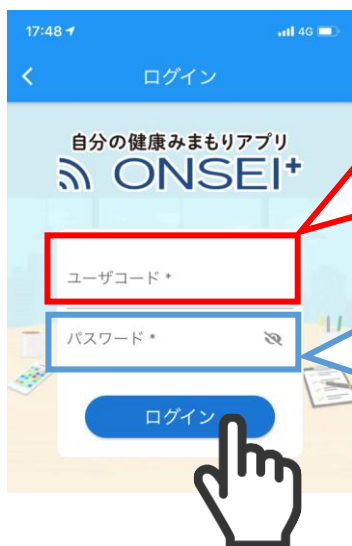 17:48
4G
ログイン
自分の健康みまもりアプリ
ONSEI+
ユーザコード *
パスワード *
ログイン